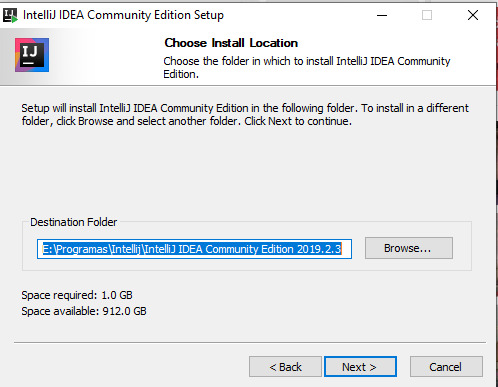 IntelliJ IDEA Community Edition Setup
IJ
Choose Install Location
Choose the folder in which to install IntelliJ IDEA Community
Edition.
Setup will install IntelliJ IDEA Community Edition in the following folder. To install in a different
folder, click Browse and select another folder. Click Next to continue.
Destination Folder
E:\Programas\Intellij\IntelliJ IDEA Community Edition 2019.2.3
Browse...
Space required: 1.0 GB
Space available: 912.0 GB
< Back
Next >
Cancel